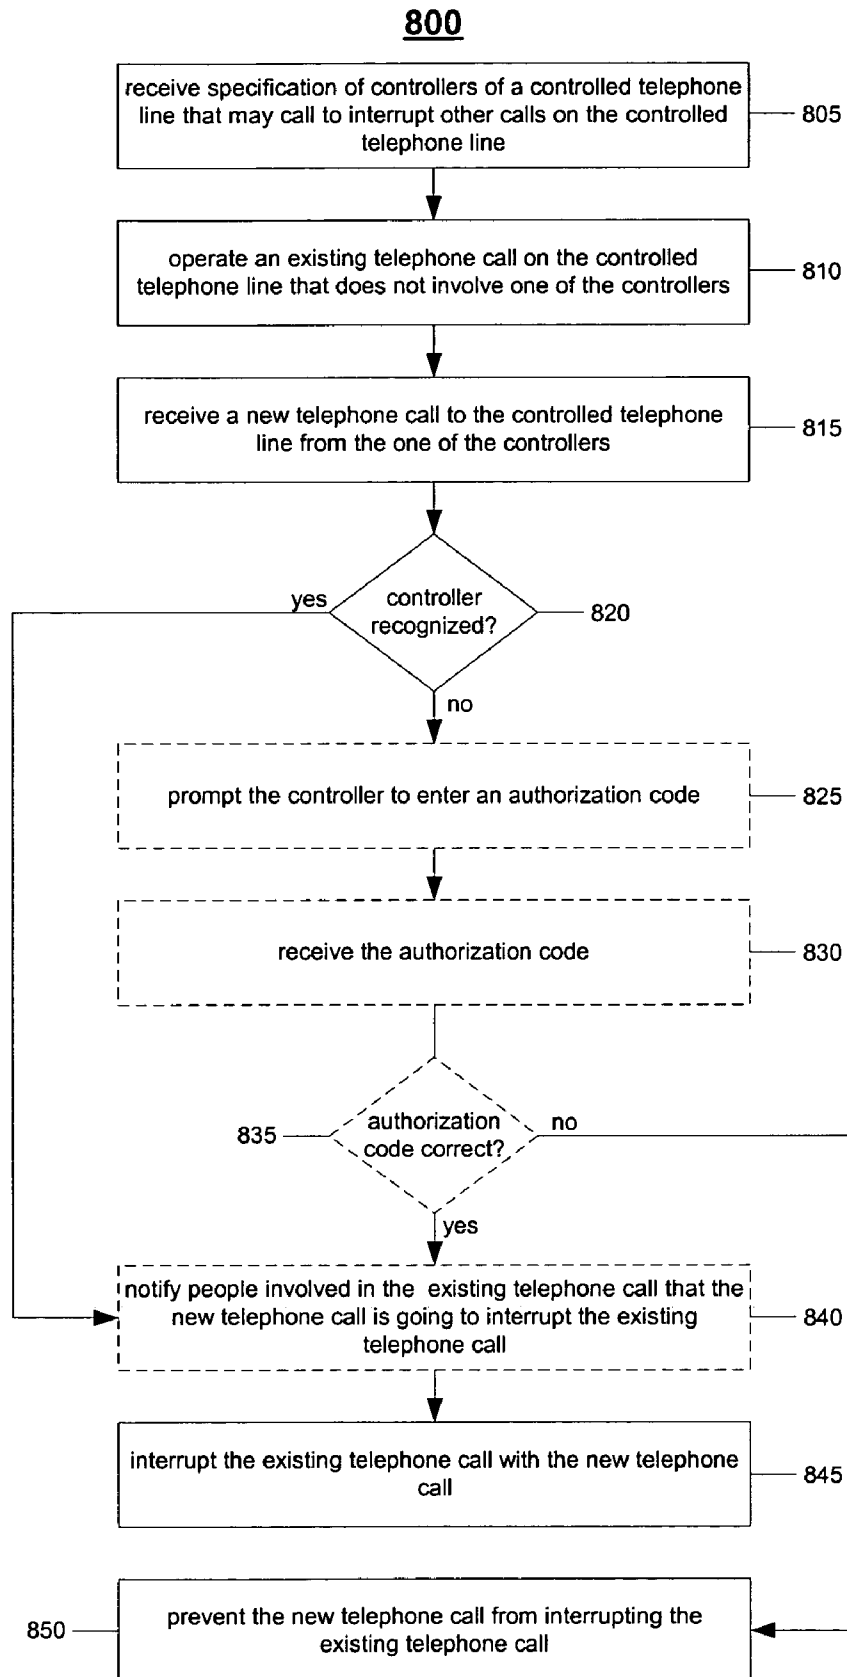 800
receive specification of controllers of a controlled telephone
line that may call to interrupt other calls on the controlled
telephone line
805
operate an existing telephone call on the controlled
telephone line that does not involve one of the controllers
810
receive a new telephone call to the controlled telephone
line from the one of the controllers
815
yes
controller
recognized?
820
no
prompt the controller to enter an authorization code
825
receive the authorization code
830
835
authorization
code correct?
no
yes
notify people involved in the existing telephone call that the
new telephone call is going to interrupt the existing
telephone call
840
interrupt the existing telephone call with the new telephone
call
845
850
prevent the new telephone call from interrupting the
existing telephone call